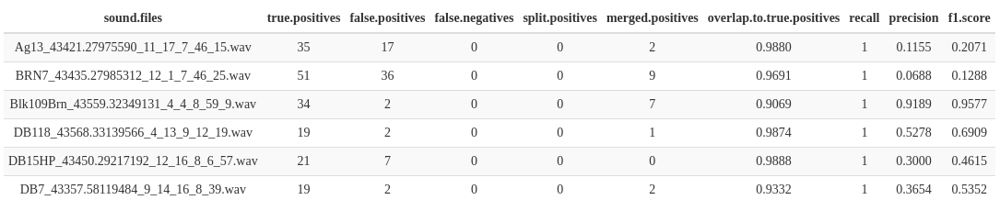 sound.files true.positives false.positives false.negatives split.positives merged.positives overlap.to.true.positives recall precision f1.score
Ag13_43421.27975590_11_17_7_46_15.wav 35 17 0 0 2 0.9880 1 0.1155 0.2071
BRN7_43435.27985312_12_1_7_46_25.wav 51 36 0 0 9 0.9691 1 0.0688 0.1288
Blk109Brn_43559.32349131_4_4_8_59_9.wav 34 2 0 0 7 0.9069 1 0.9189 0.9577
DB118_43568.33139566_4_13_9_12_19.wav 19 2 0 0 1 0.9874 1 0.5278 0.6909
DB15HP_43450.29217192_12_16_8_6_57.wav 21 7 0 0 0 0.9888 1 0.3000 0.4615
DB7_43357.58119484_9_14_16_8_39.wav 19 2 0 0 2 0.9332 1 0.3654 0.5352